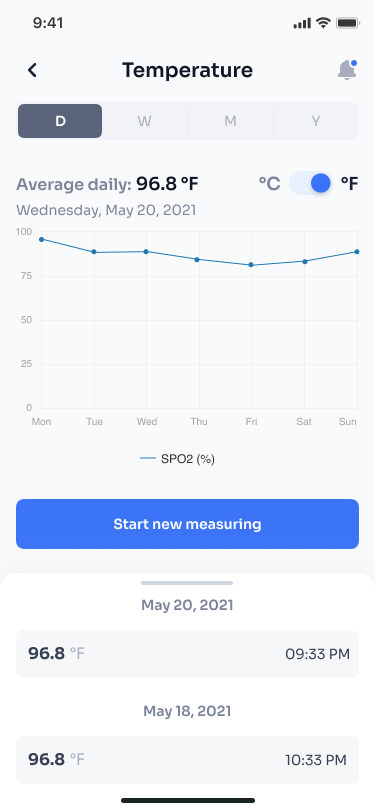 9:41
Temperature
D W M Y
Average daily: 96.8 °F °C °F
Wednesday, May 20, 2021
100
75
50
25
0
Mon Tue Wed Thu Fri Sat Sun
SPO2 (%)
Start new measuring
May 20, 2021
96.8 °F 09:33 PM
May 18, 2021
96.8 °F 10:33 PM